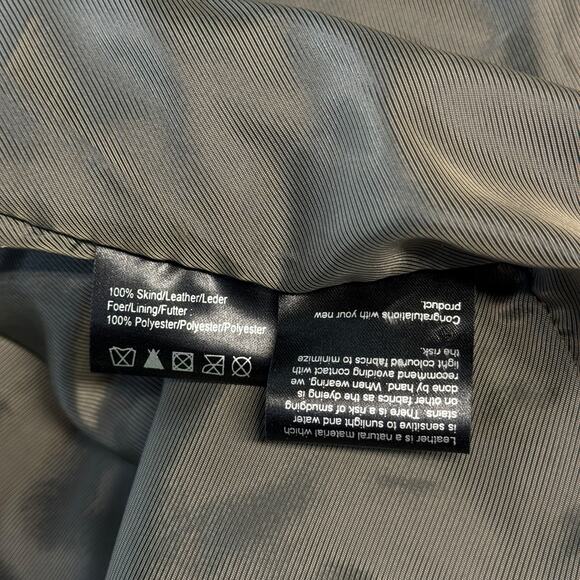 100% Skind/Leather/Leder
Foer/Lining/Futter :
100% Polyester/Polyester/Polyester
Congratulations with your new
product.
Leather is a natural material which
is sensitive to sunlight and water
stains. There is a risk of smudging
on other fabrics as the dyeing is
done by hand. When wearing, we
recommend avoiding contact with
light coloured fabrics to minimize
the risk.